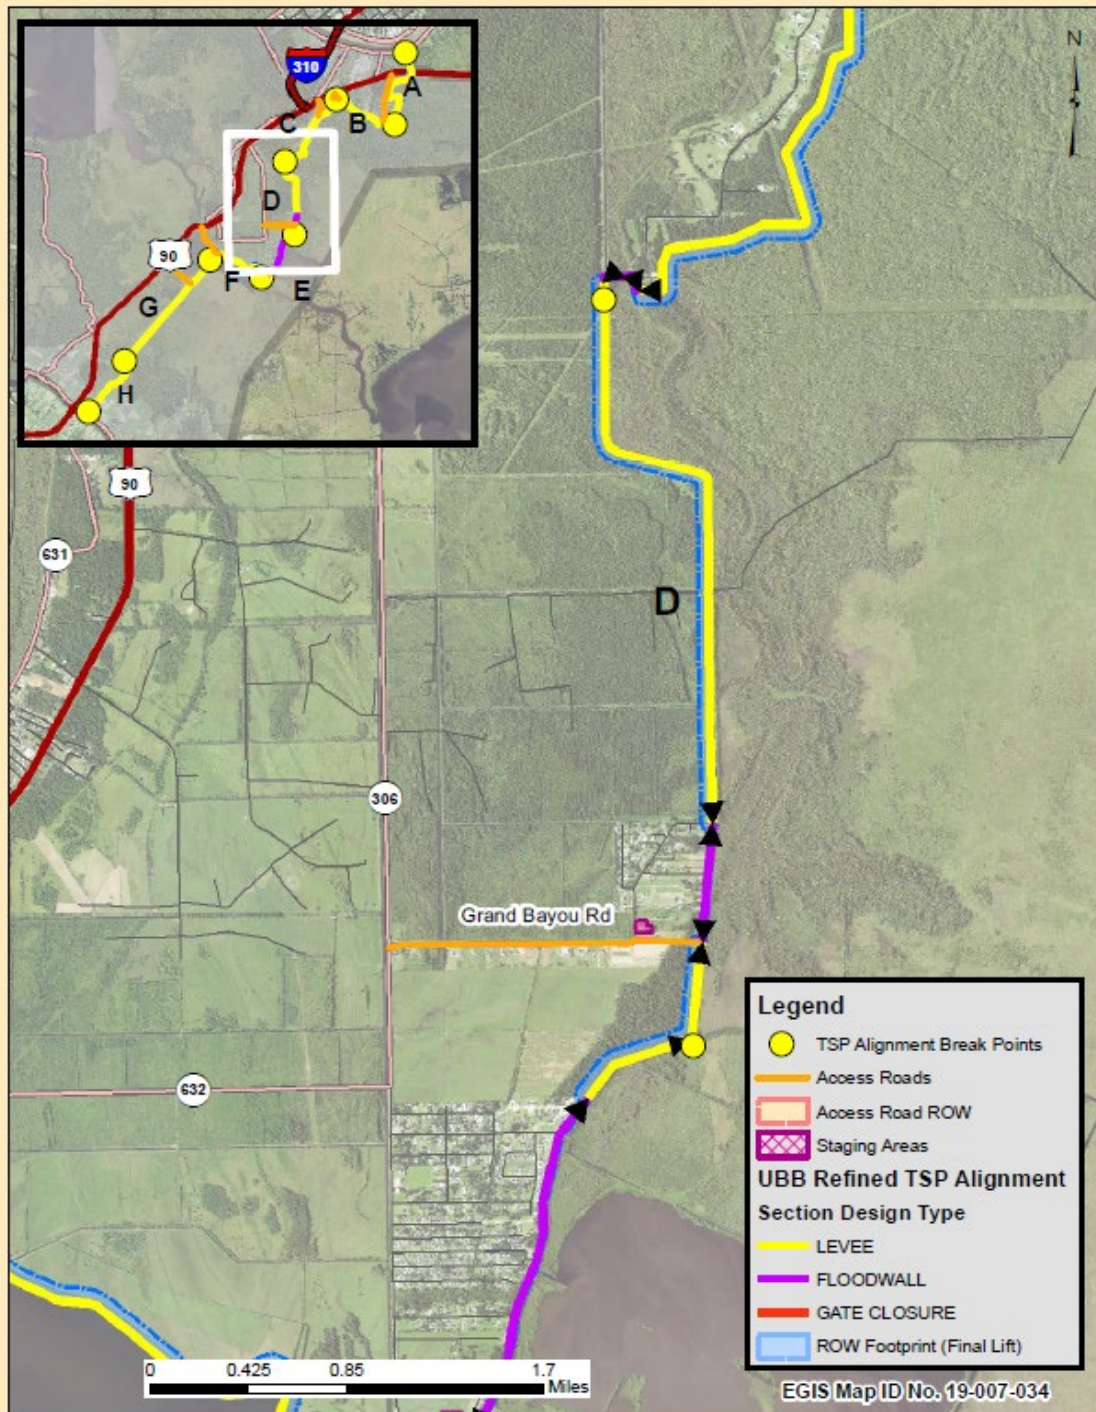 310
A
C
B
D
90
F
E
G
H
N
90
631
D
306
Grand Bayou Rd
632
Legend
TSP Alignment Break Points
Access Roads
Access Road ROW
Staging Areas
UBB Refined TSP Alignment
Section Design Type
LEVEE
FLOODWALL
GATE CLOSURE
ROW Footprint (Final Lift)
0 0.425 0.85 1.7
Miles
EGIS Map ID No. 19-007-034